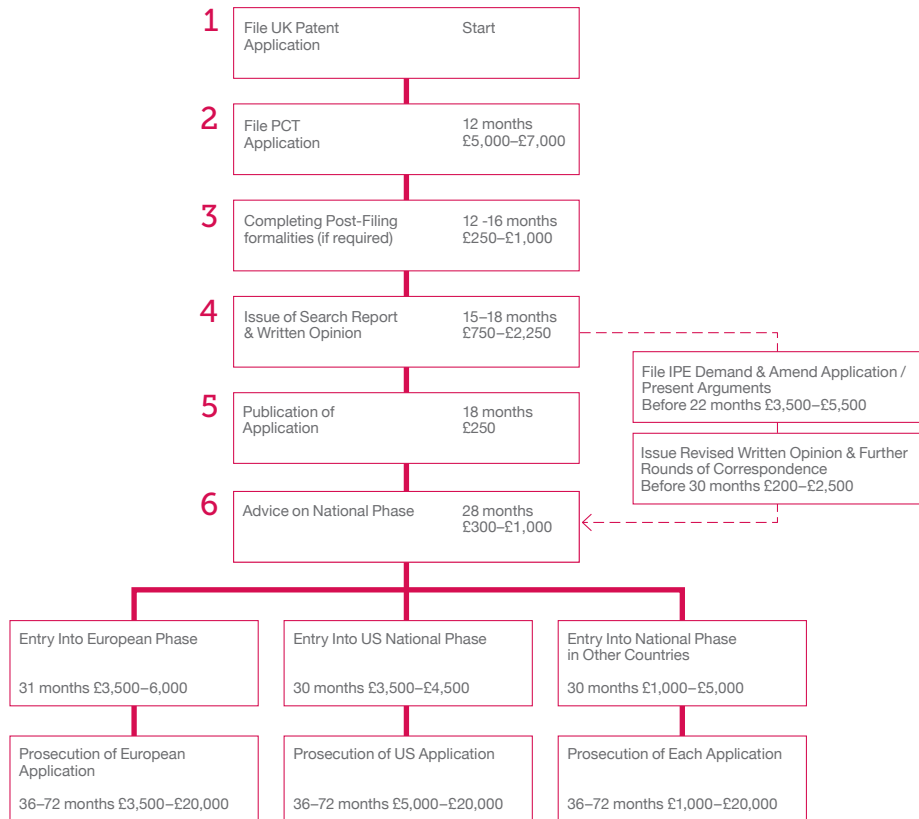 1
File UK Patent
Application
Start
2
File PCT
Application
12 months
£5,000–£7,000
3
Completing Post-Filing
formalities (if required)
12 -16 months
£250–£1,000
4
Issue of Search Report
& Written Opinion
15–18 months
£750–£2,250
File IPE Demand & Amend Application /
Present Arguments
Before 22 months £3,500–£5,500
5
Publication of
Application
18 months
£250
Issue Revised Written Opinion & Further
Rounds of Correspondence
Before 30 months £200–£2,500
6
Advice on National Phase
28 months
£300–£1,000
Entry Into European Phase
31 months £3,500–6,000
Entry Into US National Phase
30 months £3,500–£4,500
Entry Into National Phase
in Other Countries
30 months £1,000–£5,000
Prosecution of European
Application
36–72 months £3,500–£20,000
Prosecution of US Application
36–72 months £5,000–£20,000
Prosecution of Each Application
36–72 months £1,000–£20,000